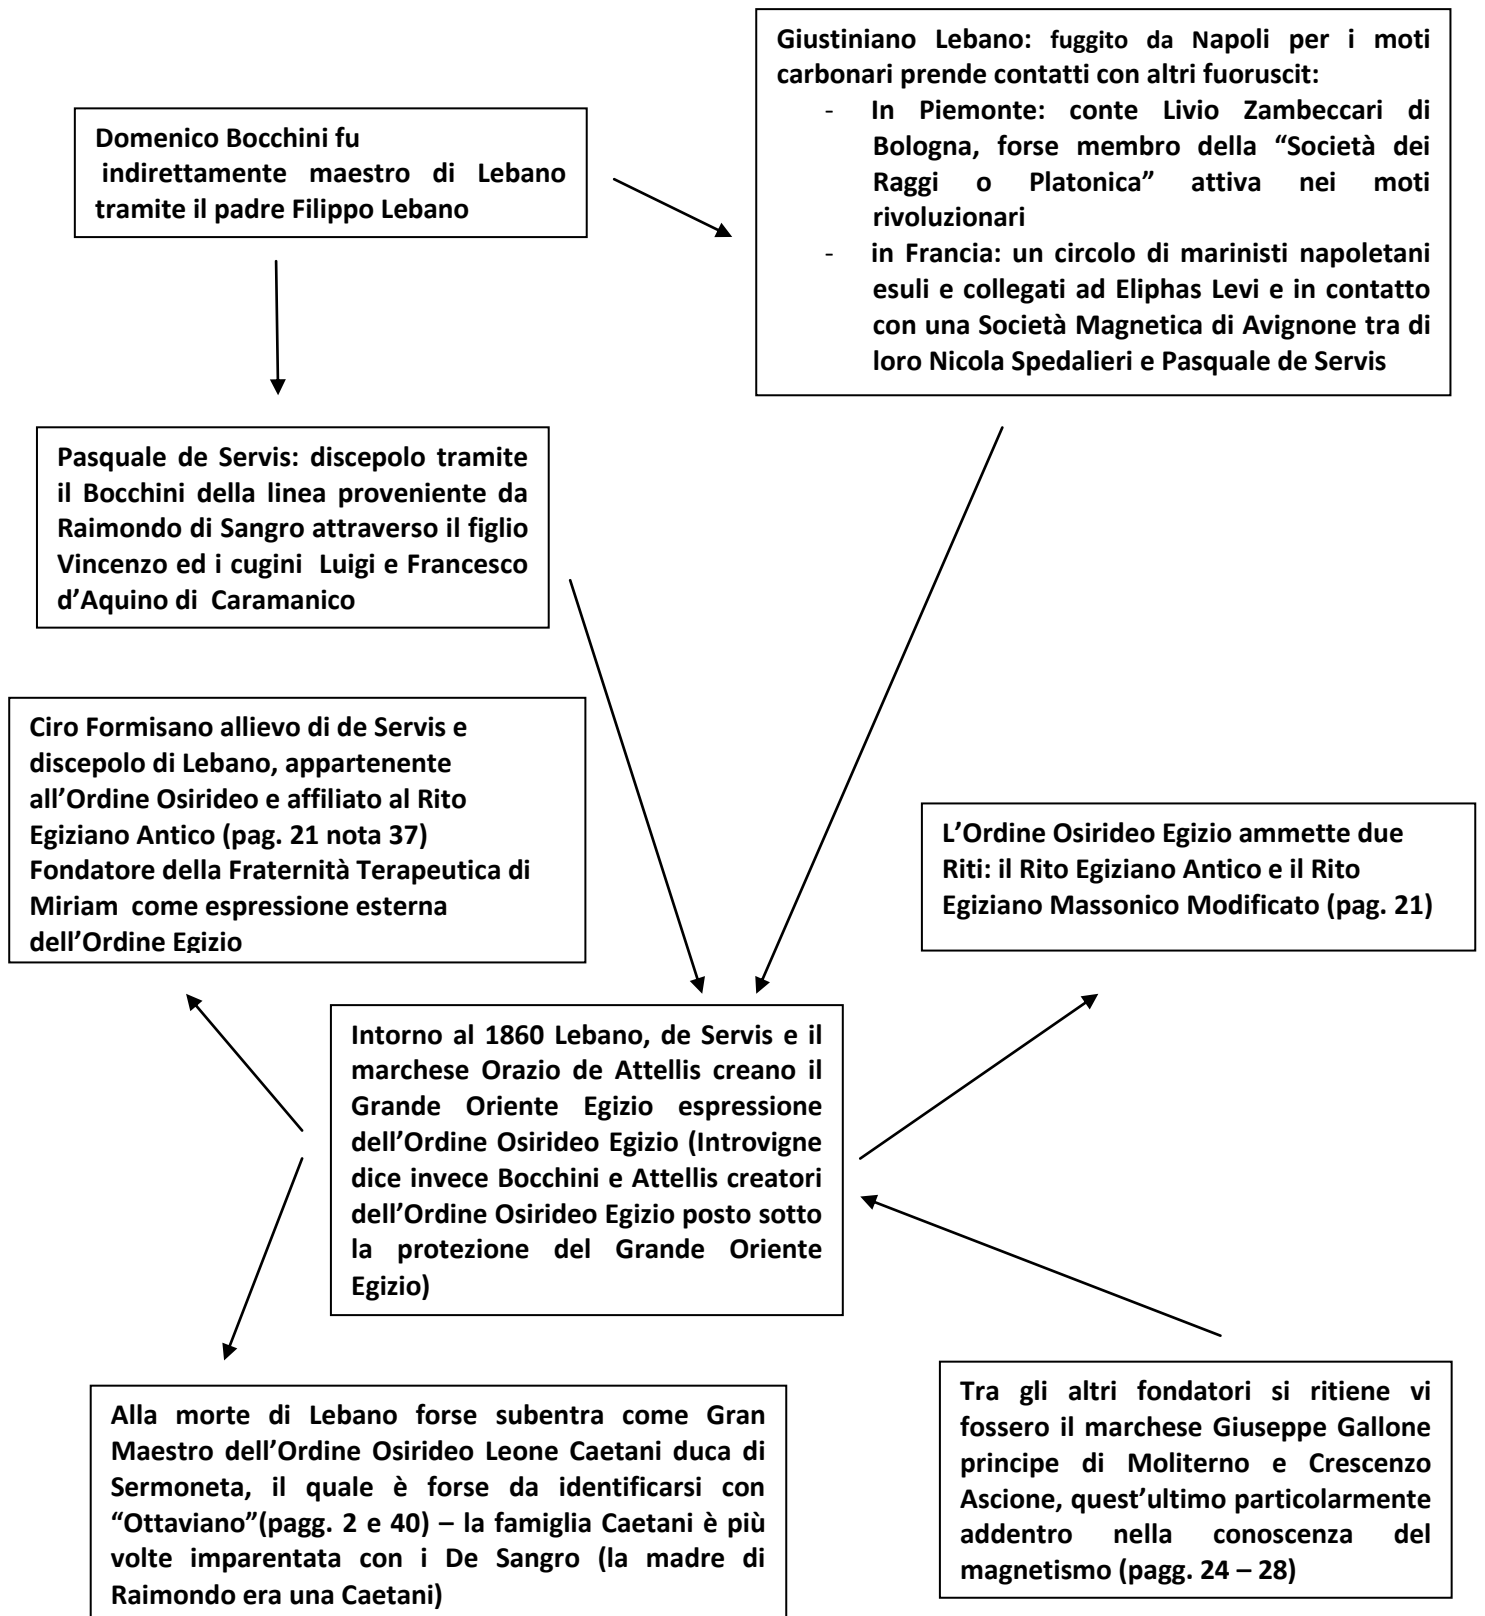 Giustiniano Lebano: fuggito da Napoli per i moti
carbonari prende contatti con altri fuoruscit:
- In Piemonte: conte Livio Zambeccari di
Bologna, forse membro della “Società dei
Raggi o Platonica” attiva nei moti
rivoluzionari
- in Francia: un circolo di marinisti napoletani
esuli e collegati ad Eliphas Levi e in contatto
con una Società Magnetica di Avignone tra di
loro Nicola Spedalieri e Pasquale de Servis
Domenico Bocchini fu
indirettamente maestro di Lebano
tramite il padre Filippo Lebano
Pasquale de Servis: discepolo tramite
il Bocchini della linea proveniente da
Raimondo di Sangro attraverso il figlio
Vincenzo ed i cugini Luigi e Francesco
d’Aquino di Caramanico
Ciro Formisano allievo di de Servis e
discepolo di Lebano, appartenente
all’Ordine Osirideo e affiliato al Rito
Egiziano Antico (pag. 21 nota 37)
Fondatore della Fraternità Terapeutica di
Miriam come espressione esterna
dell’Ordine Egizio
L’Ordine Osirideo Egizio ammette due
Riti: il Rito Egiziano Antico e il Rito
Egiziano Massonico Modificato (pag. 21)
Intorno al 1860 Lebano, de Servis e il
marchese Orazio de Attellis creano il
Grande Oriente Egizio espressione
dell’Ordine Osirideo Egizio (Introvigne
dice invece Bocchini e Attellis creatori
dell’Ordine Osirideo Egizio posto sotto
la protezione del Grande Oriente
Egizio)
Alla morte di Lebano forse subentra come Gran
Maestro dell’Ordine Osirideo Leone Caetani duca di
Sermoneta, il quale è forse da identificarsi con
“Ottaviano”(pagg. 2 e 40) – la famiglia Caetani è più
volte imparentata con i De Sangro (la madre di
Raimondo era una Caetani)
Tra gli altri fondatori si ritiene vi
fossero il marchese Giuseppe Gallone
principe di Moliterno e Crescenzo
Ascione, quest’ultimo particolarmente
addentro nella conoscenza del
magnetismo (pagg. 24 – 28)